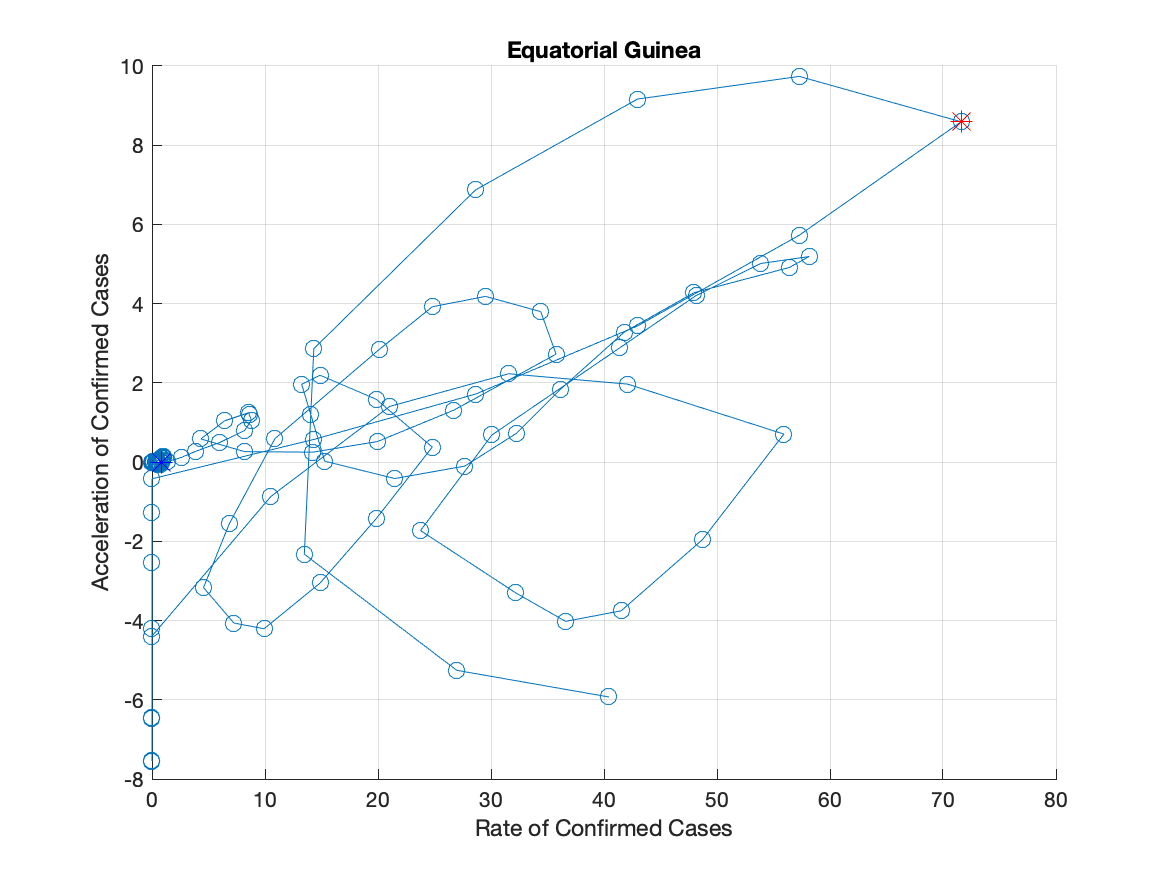 Equatorial Guinea
Acceleration of Confirmed Cases
10
8
6
4
2
0
-2
-4
-6
-8
0 10 20 30 40 50 60 70 80
Rate of Confirmed Cases